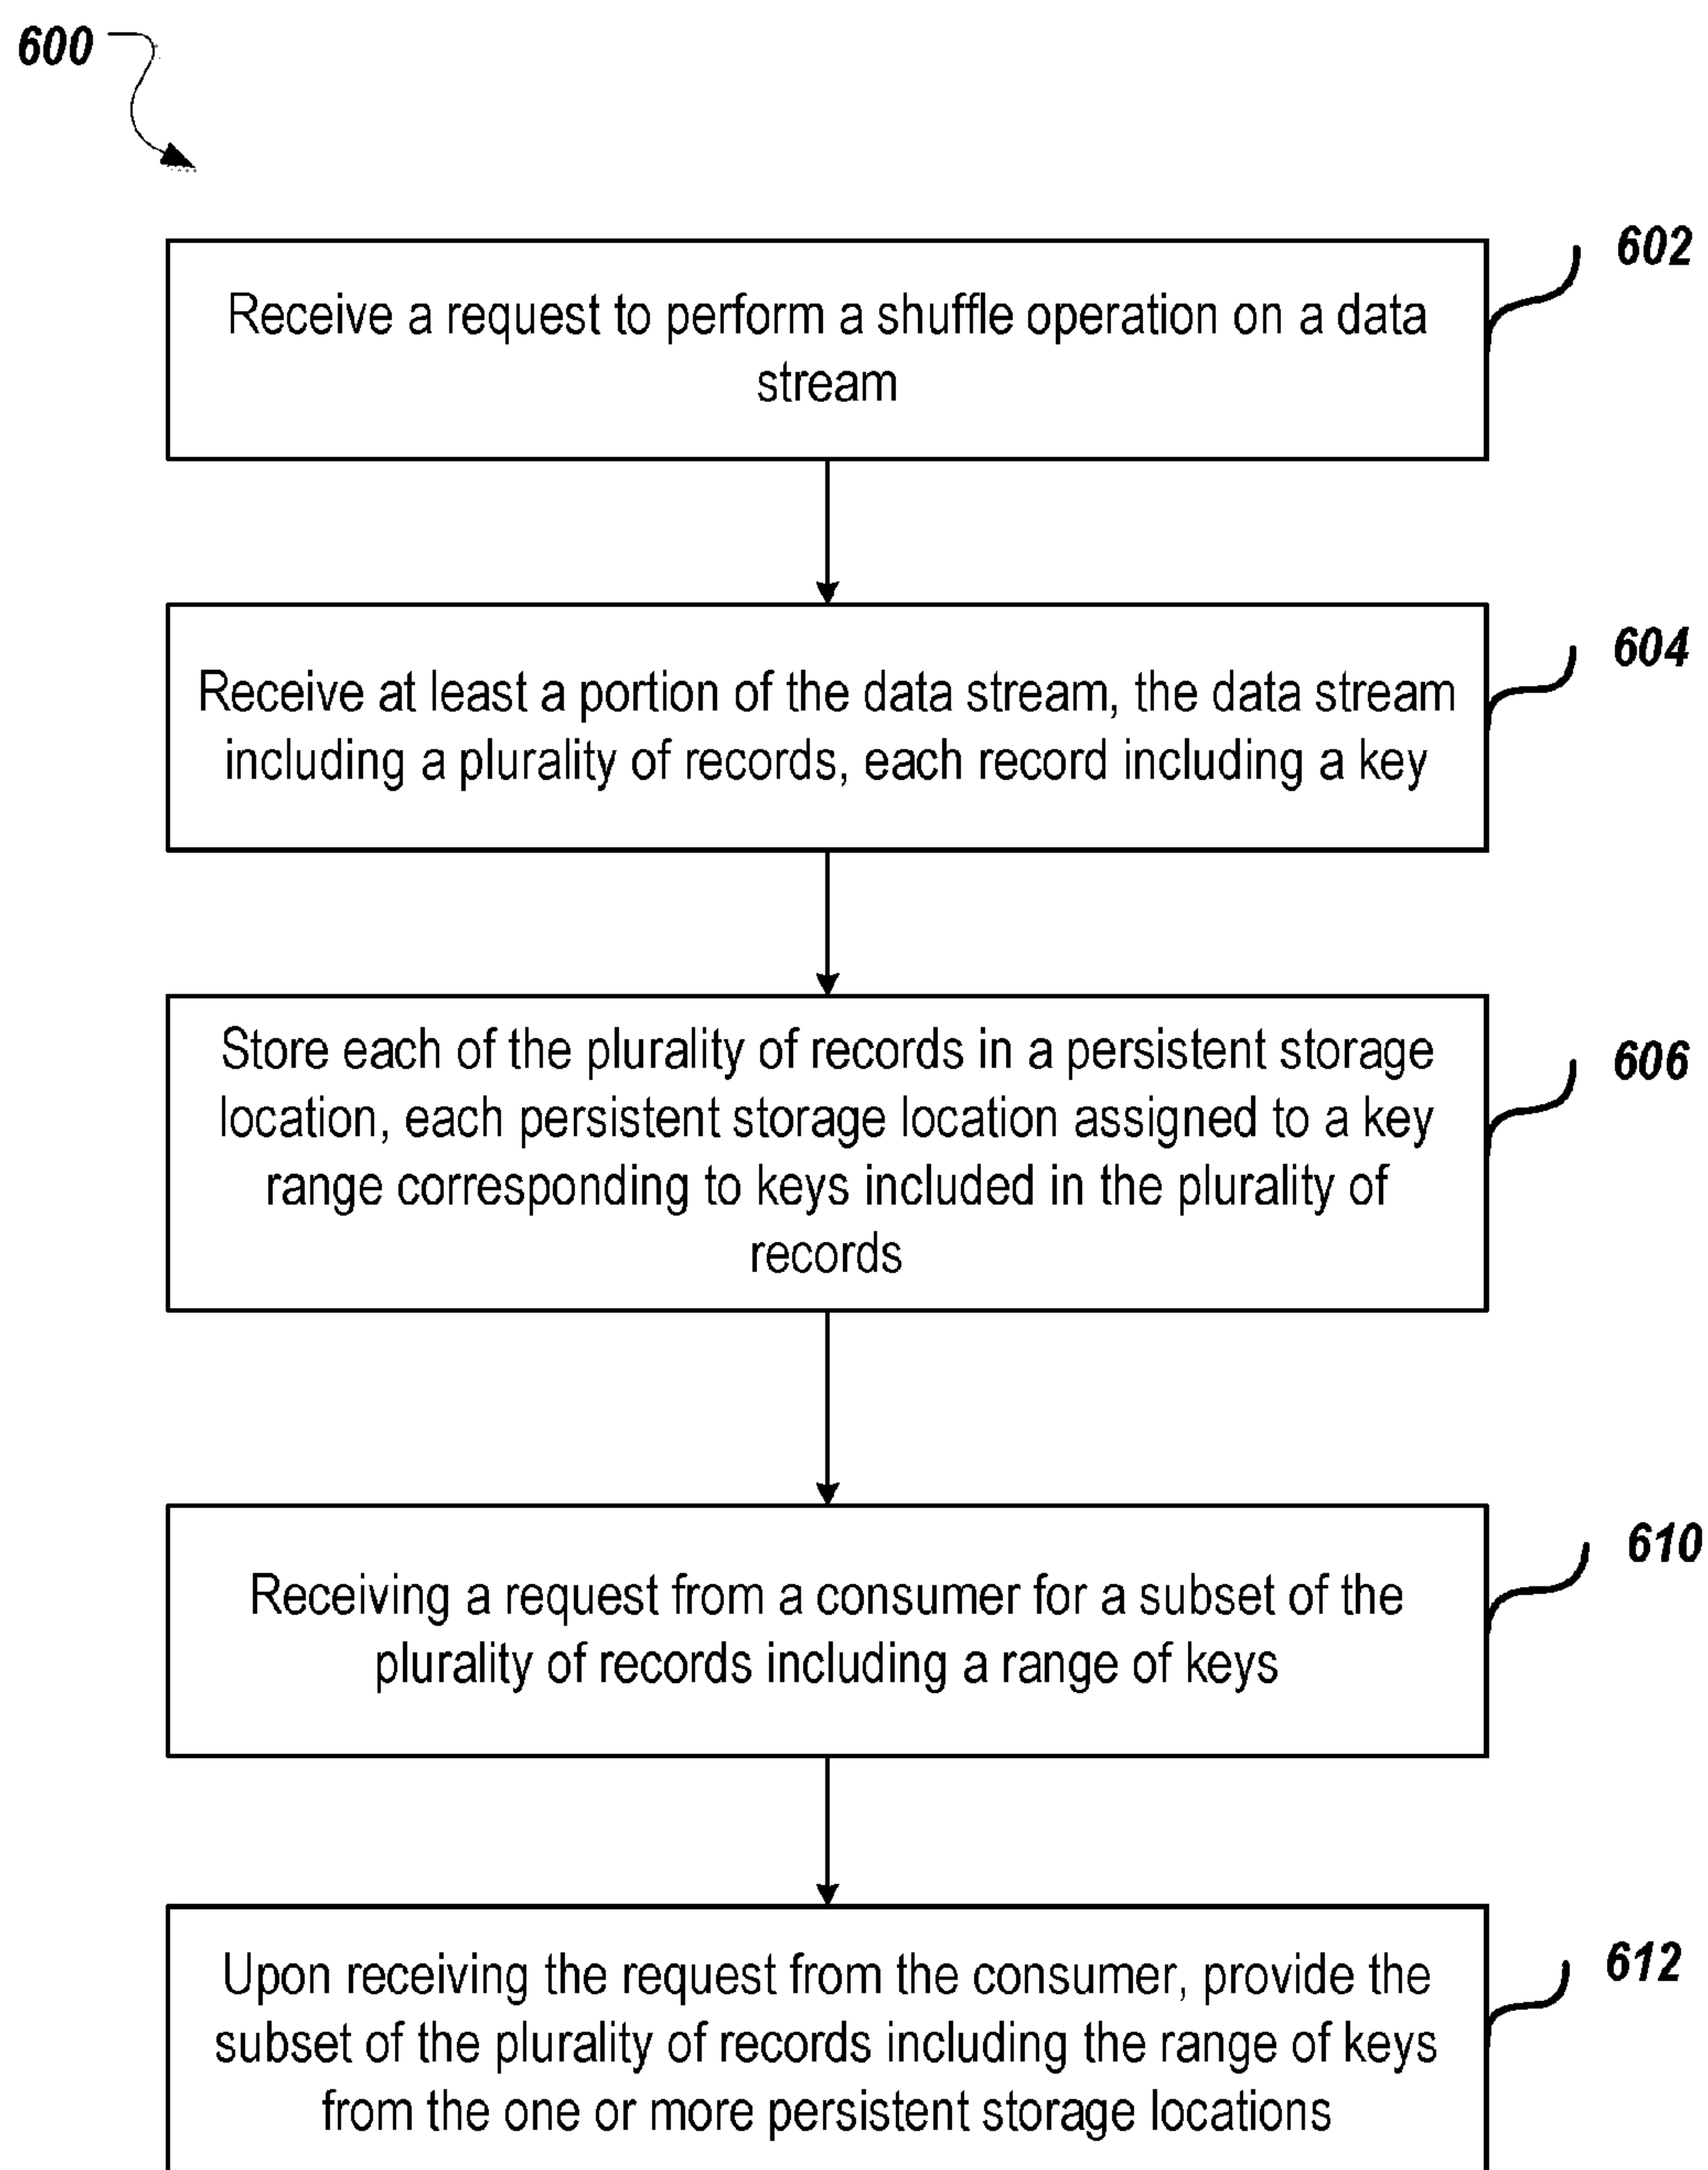 600
602
Receive a request to perform a shuffle operation on a data
stream
604
Receive at least a portion of the data stream, the data stream
including a plurality of records, each record including a key
606
Store each of the plurality of records in a persistent storage
location, each persistent storage location assigned to a key
range corresponding to keys included in the plurality of
records
610
Receiving a request from a consumer for a subset of the
plurality of records including a range of keys
612
Upon receiving the request from the consumer, provide the
subset of the plurality of records including the range of keys
from the one or more persistent storage locations